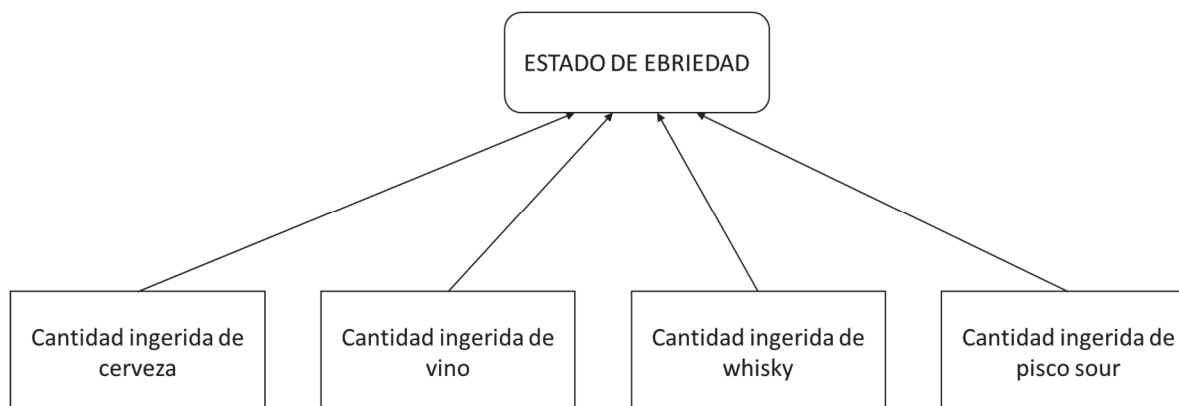 ESTADO DE EBRIEDAD
Cantidad ingerida de
cerveza
Cantidad ingerida de
vino
Cantidad ingerida de
whisky
Cantidad ingerida de
pisco sour